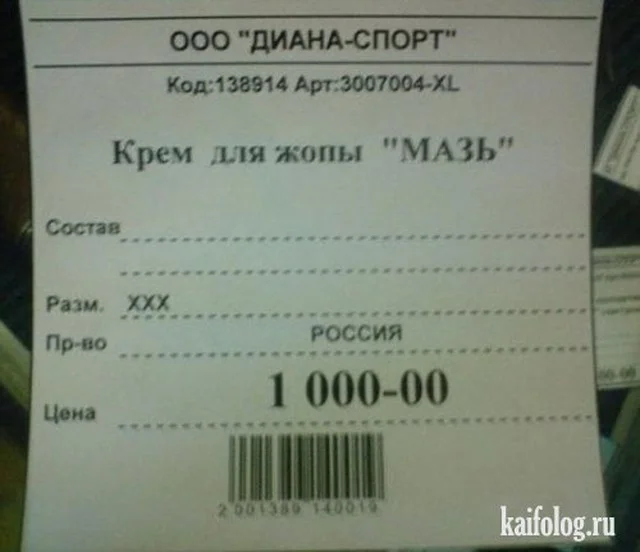 ООО "ДИАНА-СПОРТ"
Код:138914 Арт:3007004-XL
Крем для жопы "МАЗЬ"
Состав
Разм. XXX
Пр-во РОССИЯ
Цена 1 000-00
2 001389 140019
kaifolog.ru